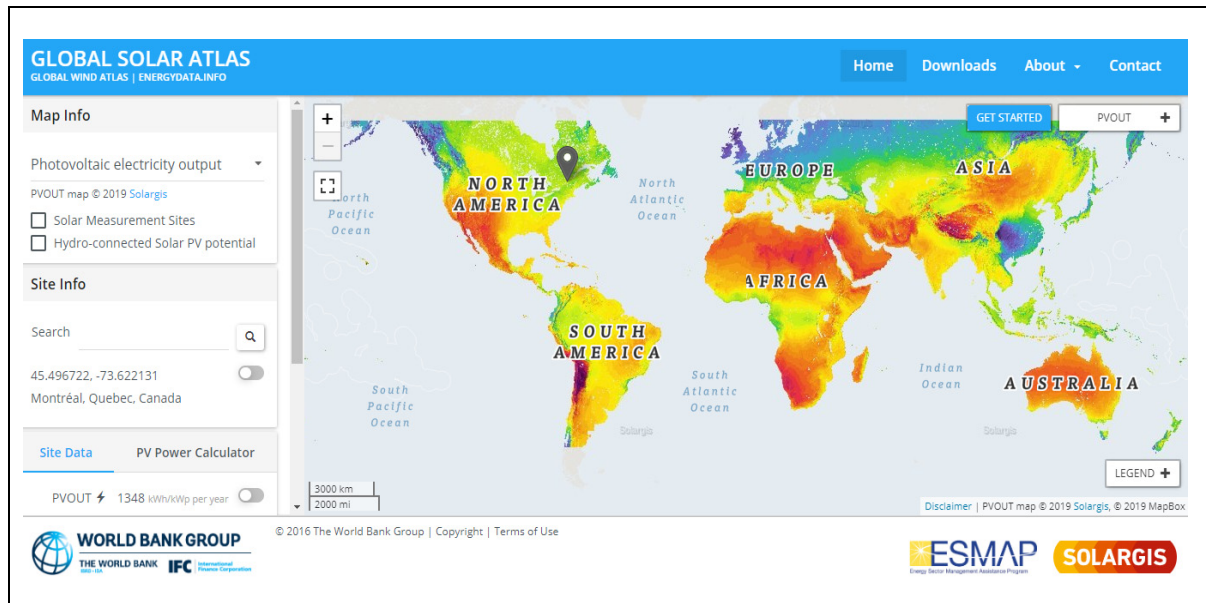 GLOBAL SOLAR ATLAS
GLOBAL WIND ATLAS | ENERGYDATA.INFO
Home
Downloads
About
Contact
Map Info
Photovoltaic electricity output
PVOUT map © 2019 Solargis
Solar Measurement Sites
Hydro-connected Solar PV potential
Site Info
Search
45.496722, -73.622131
Montréal, Quebec, Canada
Site Data
PV Power Calculator
PVOUT 1348 kWh/kWp per year
+
−
GET STARTED
PVOUT +
NORTH
AMERICA
EUROPE
ASIA
North
Pacific
Ocean
North
Atlantic
Ocean
AFRICA
SOUTH
AMERICA
South
Pacific
Ocean
South
Atlantic
Ocean
Indian
Ocean
AUSTRALIA
Solargis
Solargis
LEGEND +
3000 km
2000 mi
Disclaimer | PVOUT map © 2019 Solargis, © 2019 MapBox
© 2016 The World Bank Group | Copyright | Terms of Use
WORLD BANK GROUP
THE WORLD BANK
IBRD • IDA
IFC International
Finance Corporation
ESMAP
Energy Sector Management Assistance Program
SOLARGIS